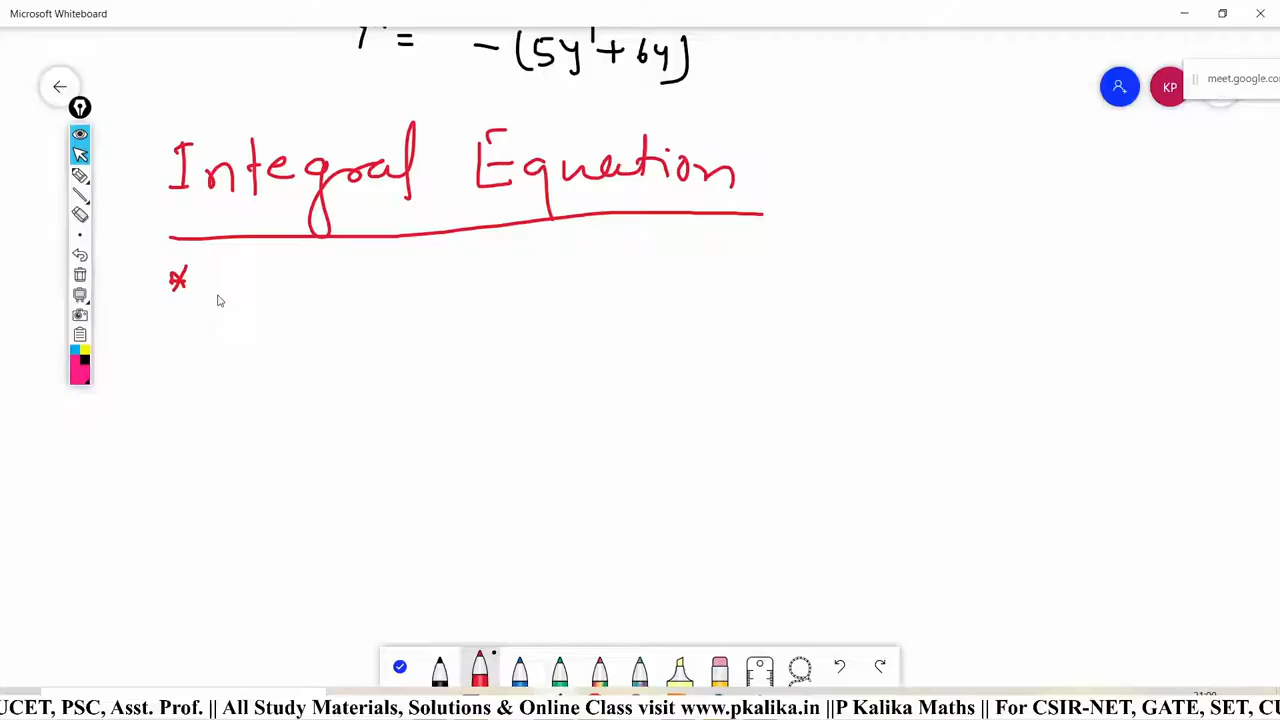 Microsoft Whiteboard
= - (5y' + 6y)
KP
meet.google.co
Integral Equation
*
UCET, PSC, Asst. Prof. || All Study Materials, Solutions & Online Class visit www.pkalika.in ||P Kalika Maths || For CSIR-NET, GATE, SET, CU